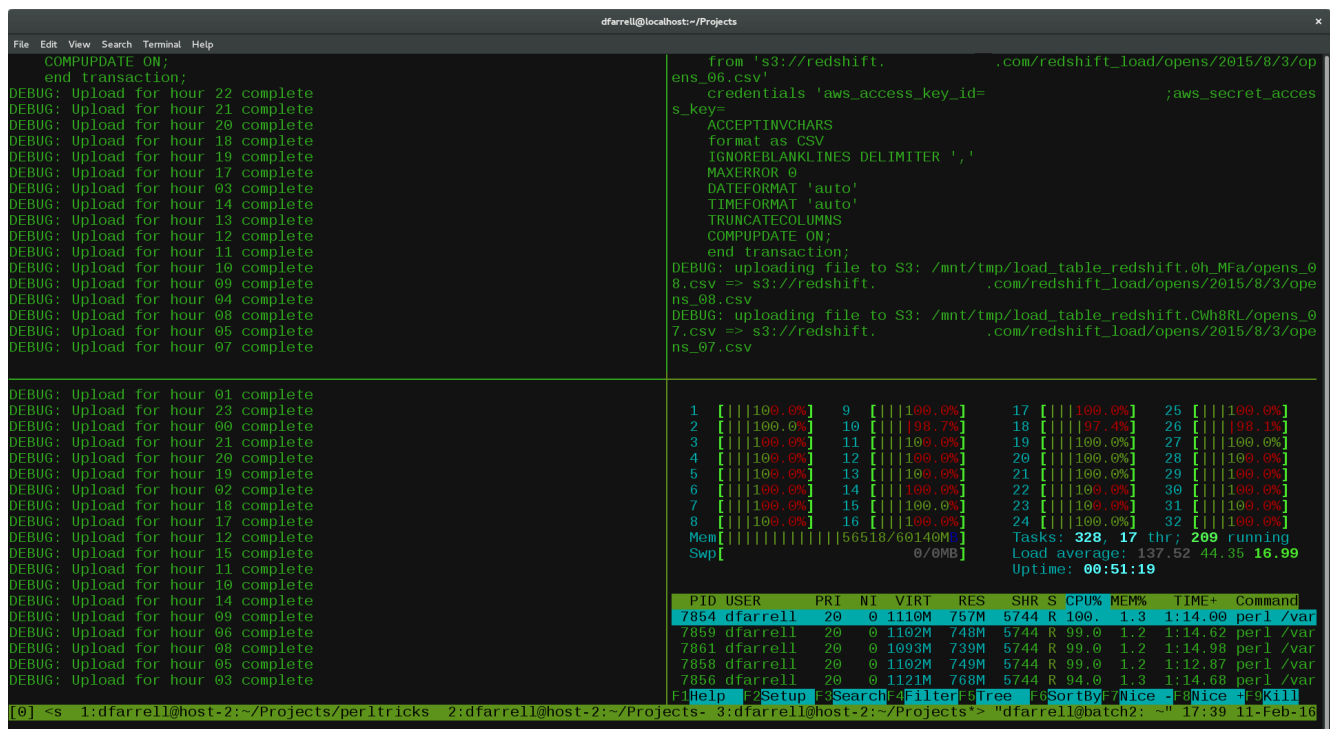 dfarrell@localhost:~/Projects ×
File Edit View Search Terminal Help
COMPUPDATE ON;
end transaction;
DEBUG: Upload for hour 22 complete
DEBUG: Upload for hour 21 complete
DEBUG: Upload for hour 20 complete
DEBUG: Upload for hour 18 complete
DEBUG: Upload for hour 19 complete
DEBUG: Upload for hour 17 complete
DEBUG: Upload for hour 03 complete
DEBUG: Upload for hour 14 complete
DEBUG: Upload for hour 13 complete
DEBUG: Upload for hour 12 complete
DEBUG: Upload for hour 11 complete
DEBUG: Upload for hour 10 complete
DEBUG: Upload for hour 09 complete
DEBUG: Upload for hour 04 complete
DEBUG: Upload for hour 08 complete
DEBUG: Upload for hour 05 complete
DEBUG: Upload for hour 07 complete
from 's3://redshift. .com/redshift_load/opens/2015/8/3/op
ens_06.csv'
credentials 'aws_access_key_id= ;aws_secret_acces
s_key=
ACCEPTINVCHARS
format as CSV
IGNOREBLANKLINES DELIMITER ','
MAXERROR 0
DATEFORMAT 'auto'
TIMEFORMAT 'auto'
TRUNCATECOLUMNS
COMPUPDATE ON;
end transaction;
DEBUG: uploading file to S3: /mnt/tmp/load_table_redshift.0h_MFa/opens_0
8.csv => s3://redshift. .com/redshift_load/opens/2015/8/3/ope
ns_08.csv
DEBUG: uploading file to S3: /mnt/tmp/load_table_redshift.CWh8RL/opens_0
7.csv => s3://redshift. .com/redshift_load/opens/2015/8/3/ope
ns_07.csv
DEBUG: Upload for hour 01 complete
DEBUG: Upload for hour 23 complete
DEBUG: Upload for hour 00 complete
DEBUG: Upload for hour 21 complete
DEBUG: Upload for hour 20 complete
DEBUG: Upload for hour 19 complete
DEBUG: Upload for hour 02 complete
DEBUG: Upload for hour 18 complete
DEBUG: Upload for hour 17 complete
DEBUG: Upload for hour 12 complete
DEBUG: Upload for hour 15 complete
DEBUG: Upload for hour 11 complete
DEBUG: Upload for hour 10 complete
DEBUG: Upload for hour 14 complete
DEBUG: Upload for hour 09 complete
DEBUG: Upload for hour 06 complete
DEBUG: Upload for hour 08 complete
DEBUG: Upload for hour 05 complete
DEBUG: Upload for hour 03 complete
1 [|||100.0%] 9 [|||100.0%] 17 [|||100.0%] 25 [|||100.0%]
2 [|||100.0%] 10 [||||98.7%] 18 [||||97.4%] 26 [||||98.1%]
3 [|||100.0%] 11 [|||100.0%] 19 [|||100.0%] 27 [|||100.0%]
4 [|||100.0%] 12 [|||100.0%] 20 [|||100.0%] 28 [|||100.0%]
5 [|||100.0%] 13 [|||100.0%] 21 [|||100.0%] 29 [|||100.0%]
6 [|||100.0%] 14 [|||100.0%] 22 [|||100.0%] 30 [|||100.0%]
7 [|||100.0%] 15 [|||100.0%] 23 [|||100.0%] 31 [|||100.0%]
8 [|||100.0%] 16 [|||100.0%] 24 [|||100.0%] 32 [|||100.0%]
Mem[|||||||||||||56518/60140M] Tasks: 328, 17 thr; 209 running
Swp[ 0/0MB] Load average: 137.52 44.35 16.99
Uptime: 00:51:19
PID USER PRI NI VIRT RES SHR S CPU% MEM% TIME+ Command
7854 dfarrell 20 0 1110M 757M 5744 R 100. 1.3 1:14.00 perl /var
7859 dfarrell 20 0 1102M 748M 5744 R 99.0 1.2 1:14.62 perl /var
7861 dfarrell 20 0 1093M 739M 5744 R 99.0 1.2 1:14.98 perl /var
7858 dfarrell 20 0 1102M 749M 5744 R 99.0 1.2 1:12.87 perl /var
7856 dfarrell 20 0 1121M 768M 5744 R 94.0 1.3 1:14.68 perl /var
F1Help F2Setup F3SearchF4FilterF5Tree F6SortByF7Nice -F8Nice +F9Kill
[0] <s 1:dfarrell@host-2:~/Projects/perltricks 2:dfarrell@host-2:~/Projects- 3:dfarrell@host-2:~/Projects*> "dfarrell@batch2: ~" 17:39 11-Feb-16